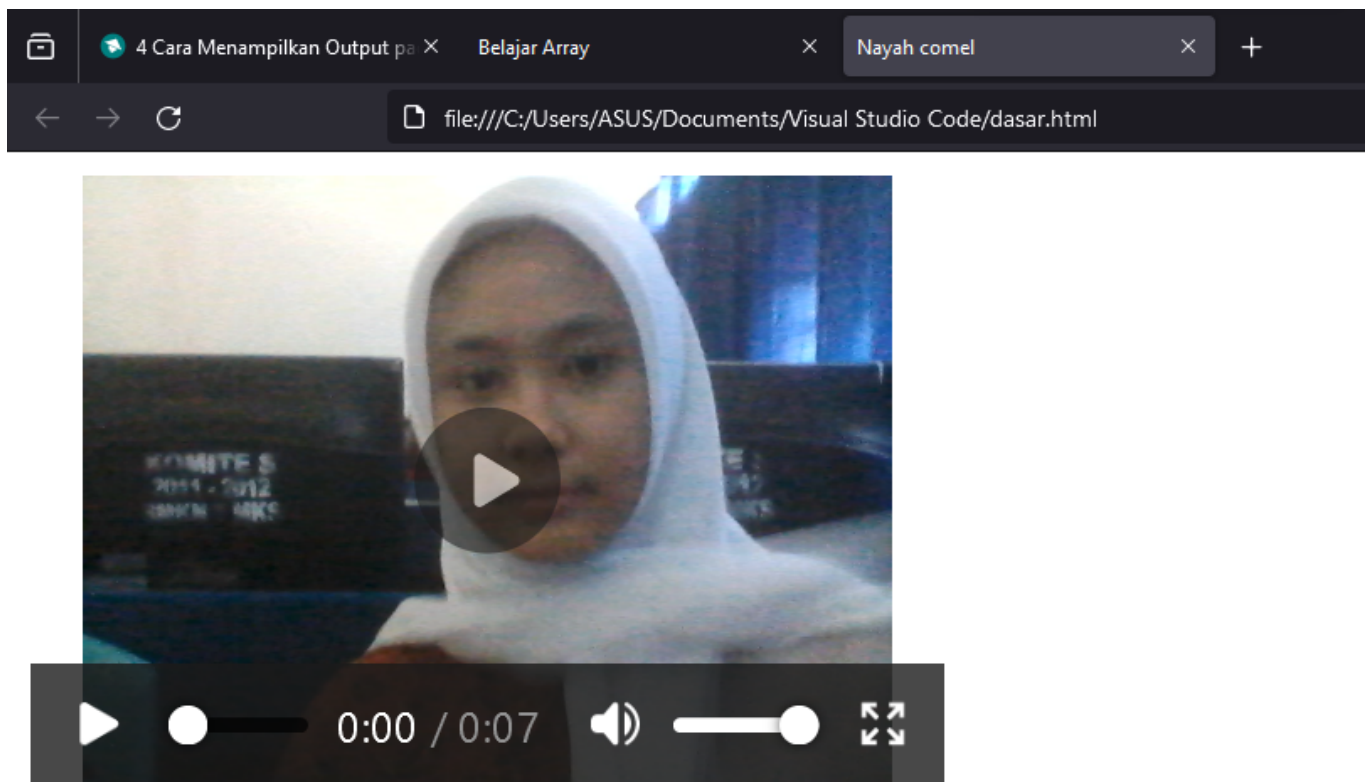 4 Cara Menampilkan Output pa
Belajar Array
Nayah comel
file:///C:/Users/ASUS/Documents/Visual Studio Code/dasar.html
KOMITE S
2011 - 2012
MKS
0:00 / 0:07